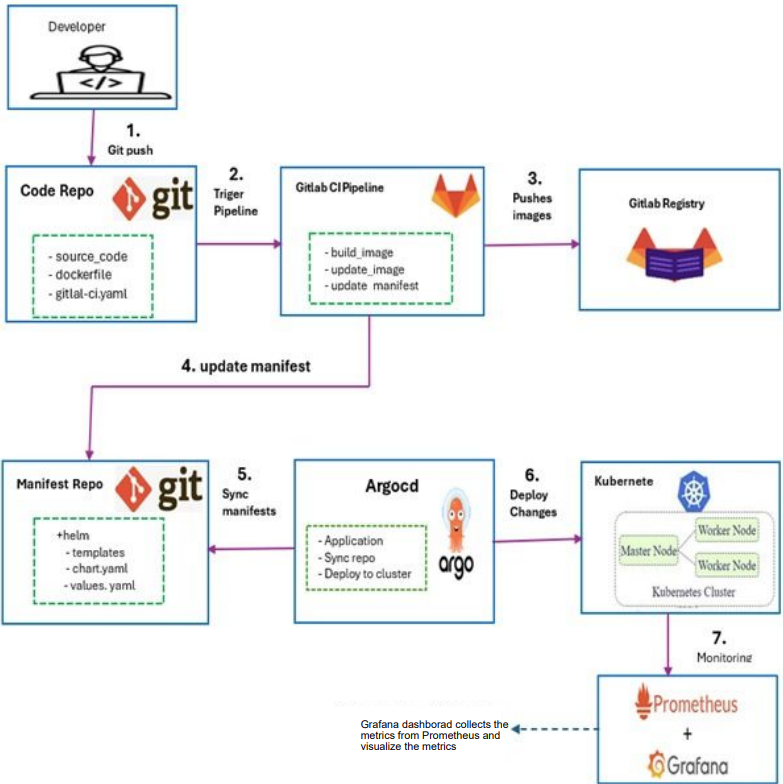 Developer
</>
1.
Git push
Code Repo
git
- source_code
- dockerfile
- gitlal-ci.yaml
2.
Triger
Pipeline
Gitlab CI Pipeline
- build_image
- update_image
- update_manifest
3.
Pushes
images
Gitlab Registry
4. update manifest
Manifest Repo
git
+helm
- templates
- chart.yaml
- values. yaml
5.
Sync
manifests
Argocd
- Application
- Sync repo
- Deploy to cluster
argo
6.
Deploy
Changes
Kubernete
Master Node
Worker Node
Worker Node
Kubernetes Cluster
7.
Monitoring
Prometheus
+
Grafana
Grafana dashborad collects the
metrics from Prometheus and
visualize the metrics